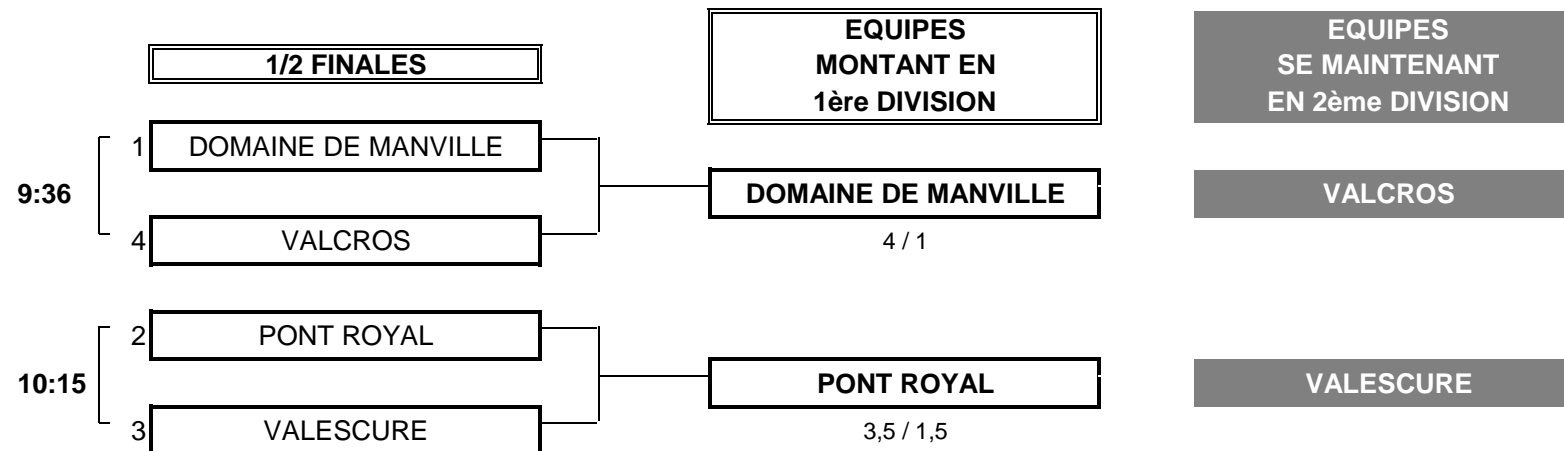 1/2 FINALES
EQUIPES
MONTANT EN
1ère DIVISION
EQUIPES
SE MAINTENANT
EN 2ème DIVISION
9:36
1 DOMAINE DE MANVILLE
4 VALCROS
DOMAINE DE MANVILLE
4 / 1
VALCROS
10:15
2 PONT ROYAL
3 VALESCURE
PONT ROYAL
3,5 / 1,5
VALESCURE